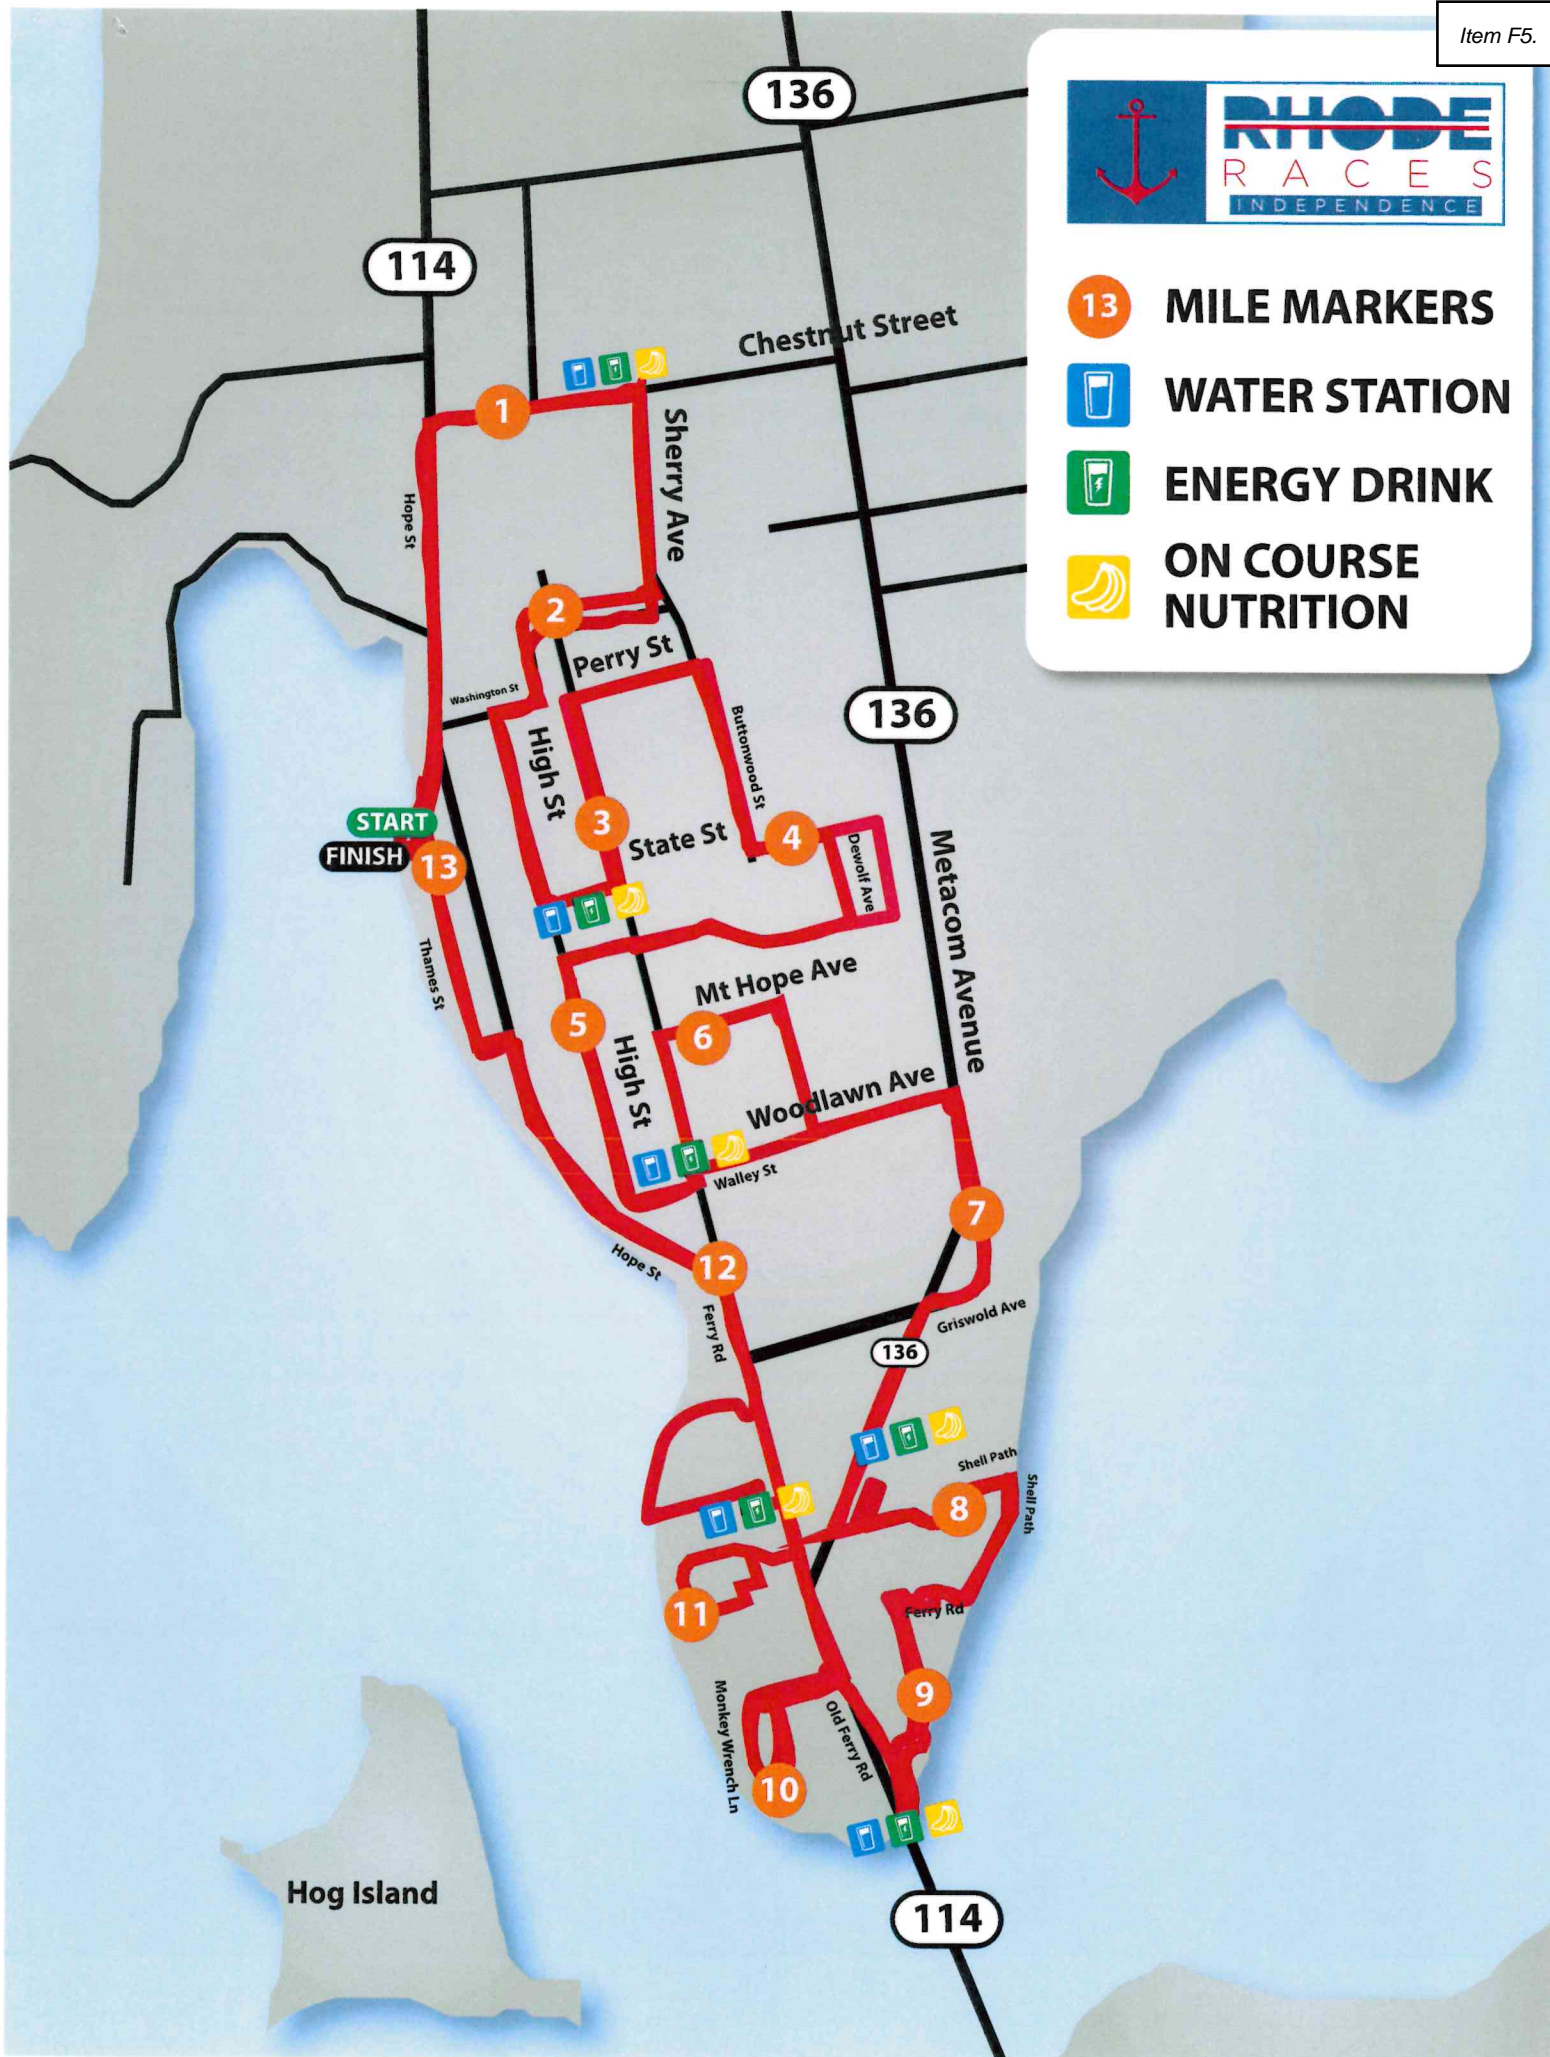 Item F5.
RHODE
RACES
INDEPENDENCE
13 MILE MARKERS
WATER STATION
ENERGY DRINK
ON COURSE
NUTRITION
136
114
Chestnut Street
1
Sherry Ave
Hope St
2
Perry St
Washington St
136
High St
Buttonwood St
START
FINISH
13
3
State St
4
Dewolf Ave
Metacom Avenue
Thames St
Mt Hope Ave
5
6
High St
Woodlawn Ave
Walley St
7
Hope St
12
Ferry Rd
Griswold Ave
136
Shell Path
Shell Path
8
11
Ferry Rd
9
Monkey Wrench Ln
Old Ferry Rd
10
Hog Island
114